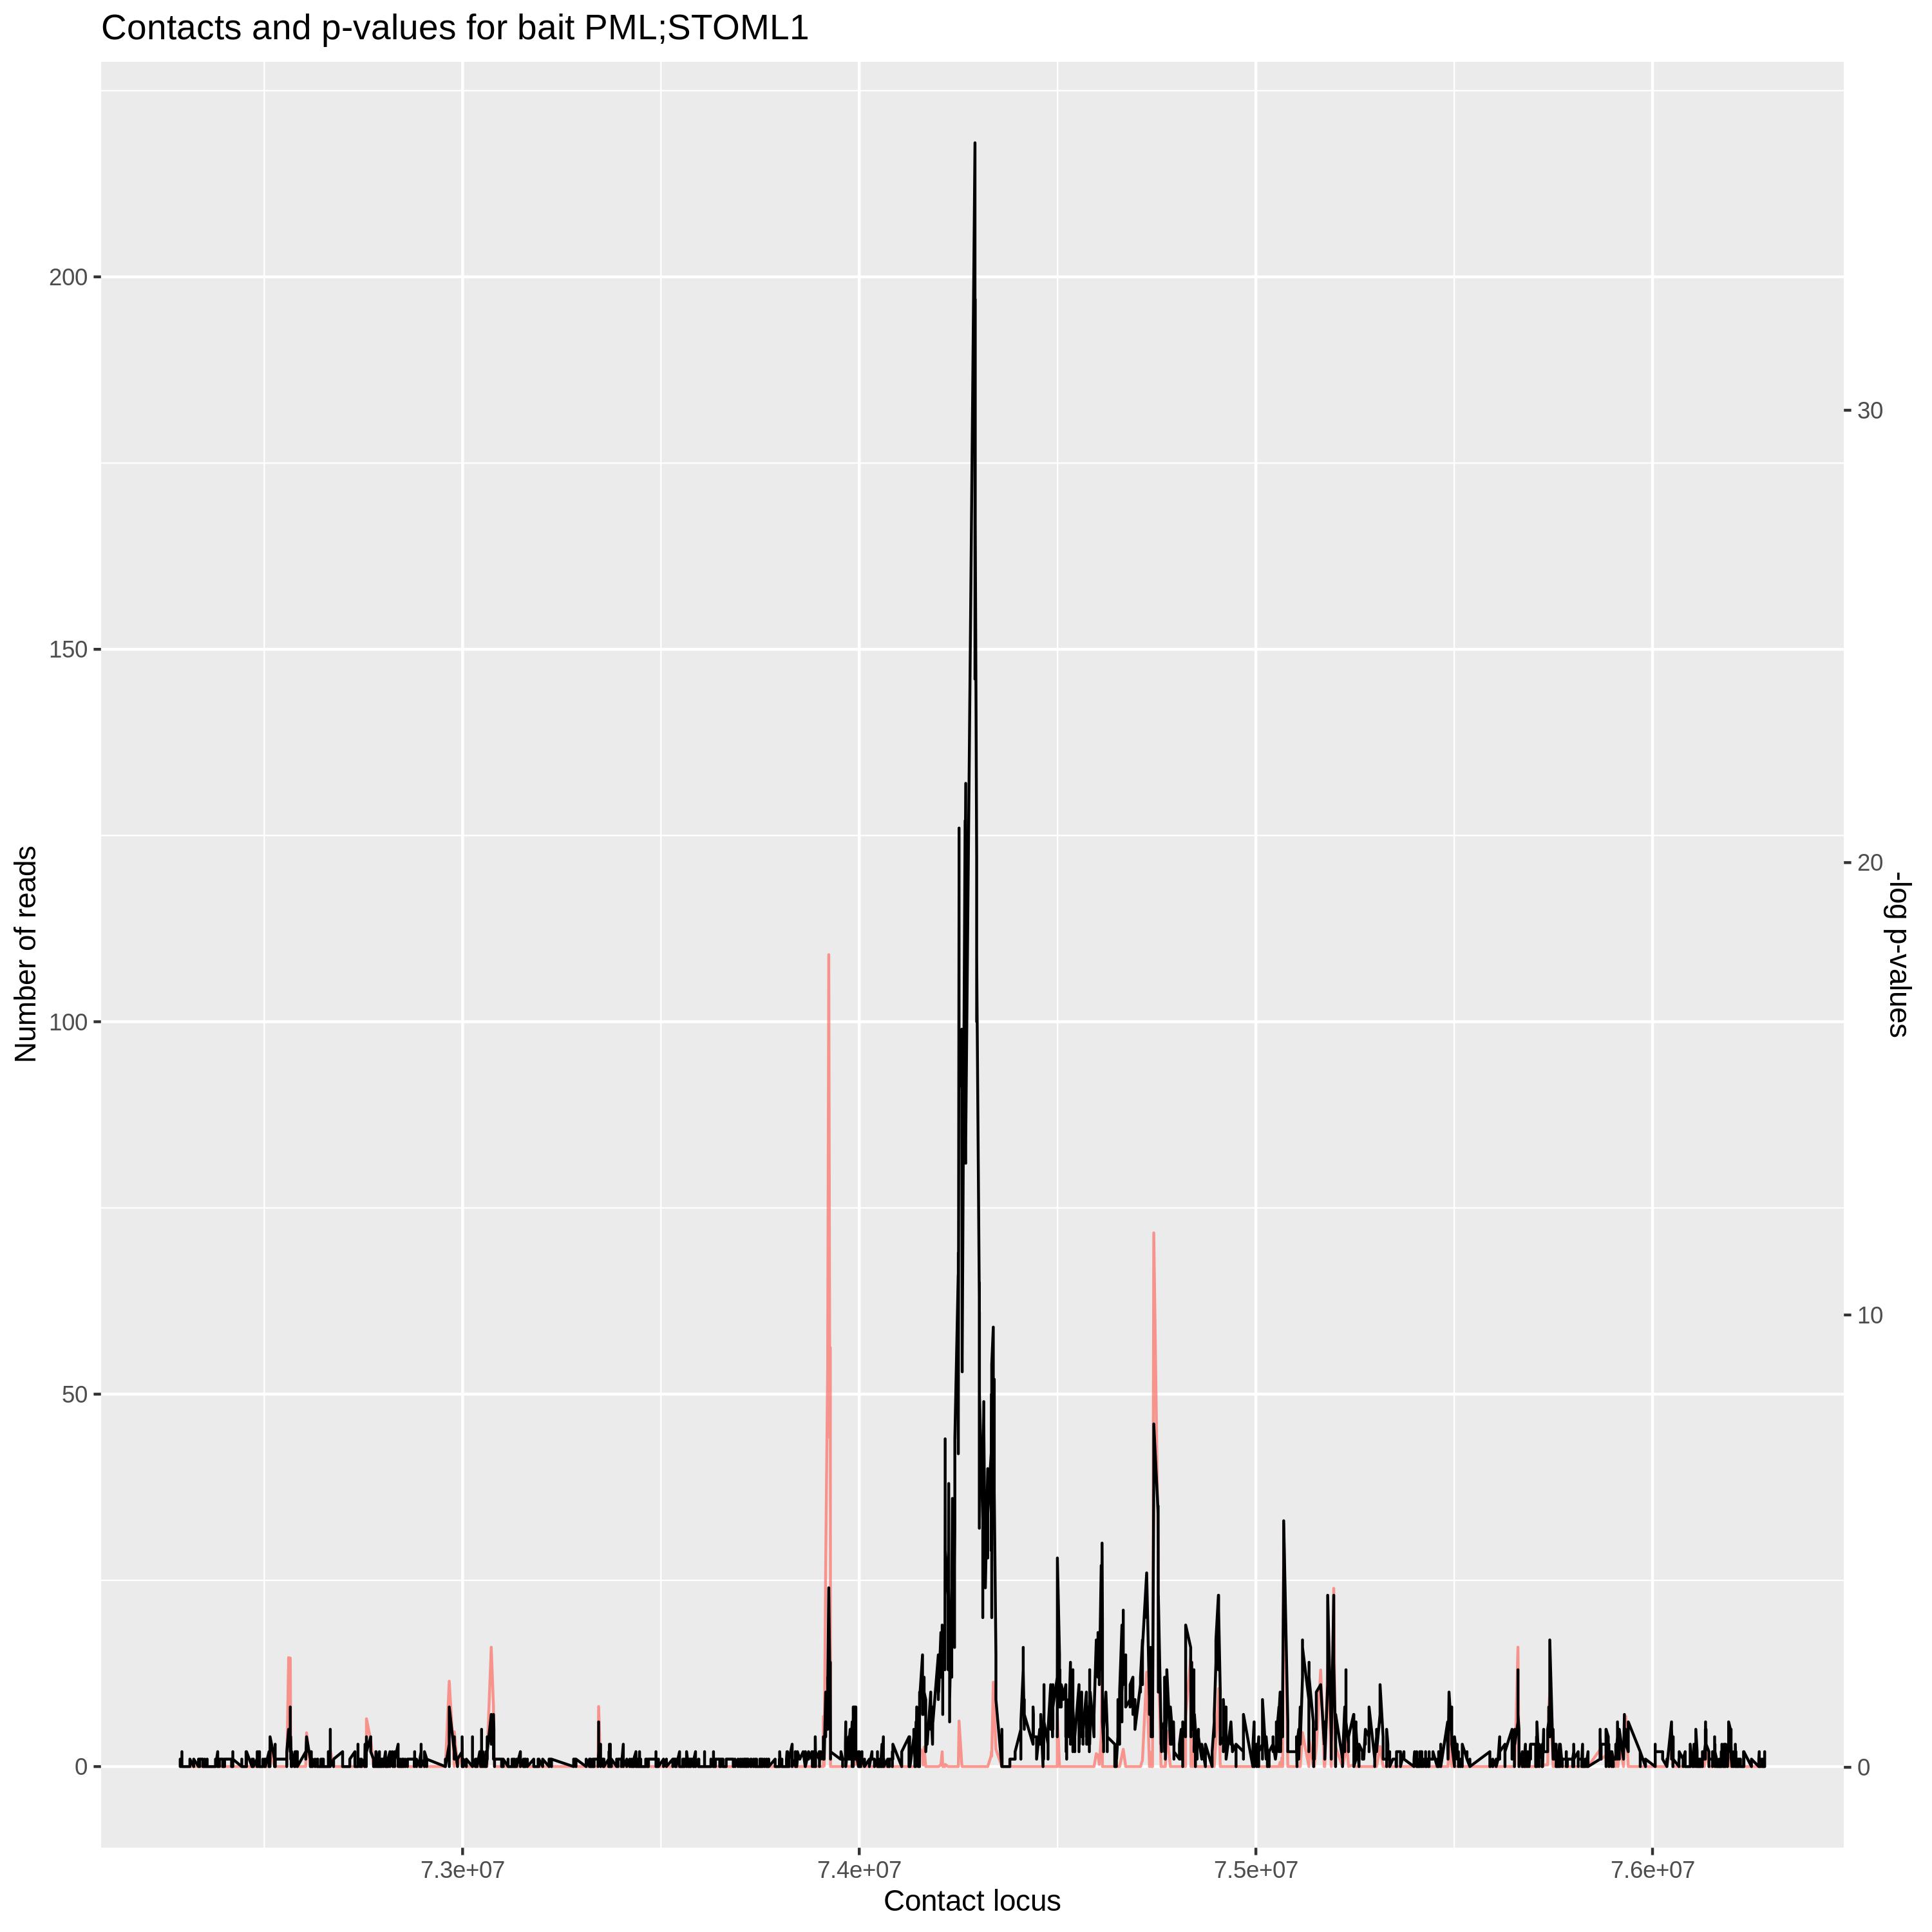 Contacts and p-values for bait PML;STOML1
200
150
100
50
0
Number of reads
30
20
10
0
-log p-values
7.3e+07
7.4e+07
7.5e+07
7.6e+07
Contact locus